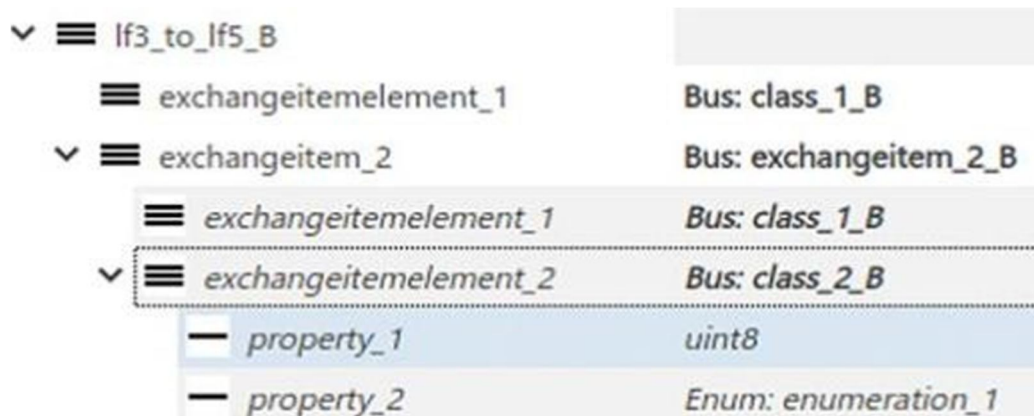 lf3_to_lf5_B
exchangeitemelement_1 Bus: class_1_B
exchangeitem_2 Bus: exchangeitem_2_B
exchangeitemelement_1 Bus: class_1_B
exchangeitemelement_2 Bus: class_2_B
property_1 uint8
property_2 Enum: enumeration_1